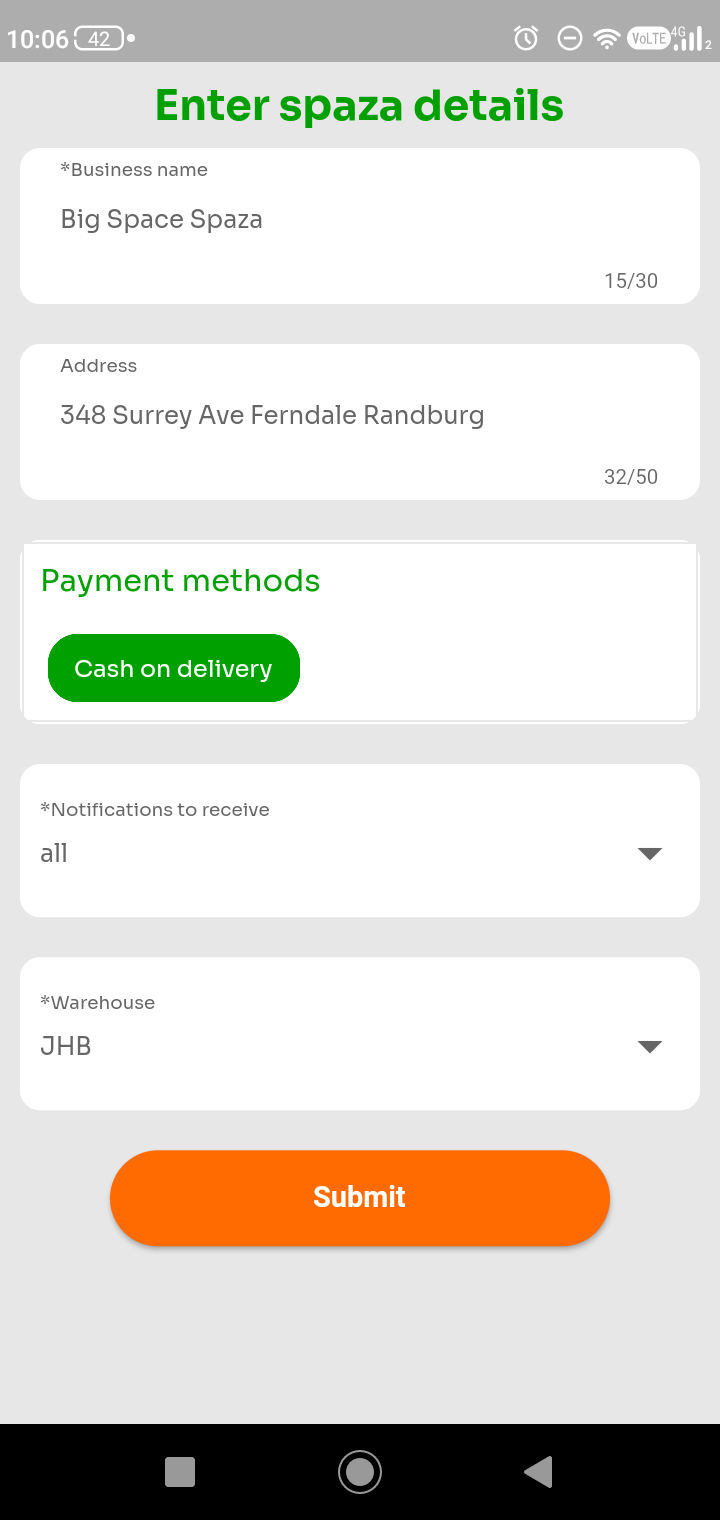 10:06 42 VoLTE 4G 2
Enter spaza details
*Business name
Big Space Spaza
15/30
Address
348 Surrey Ave Ferndale Randburg
32/50
Payment methods
Cash on delivery
*Notifications to receive
all
*Warehouse
JHB
Submit